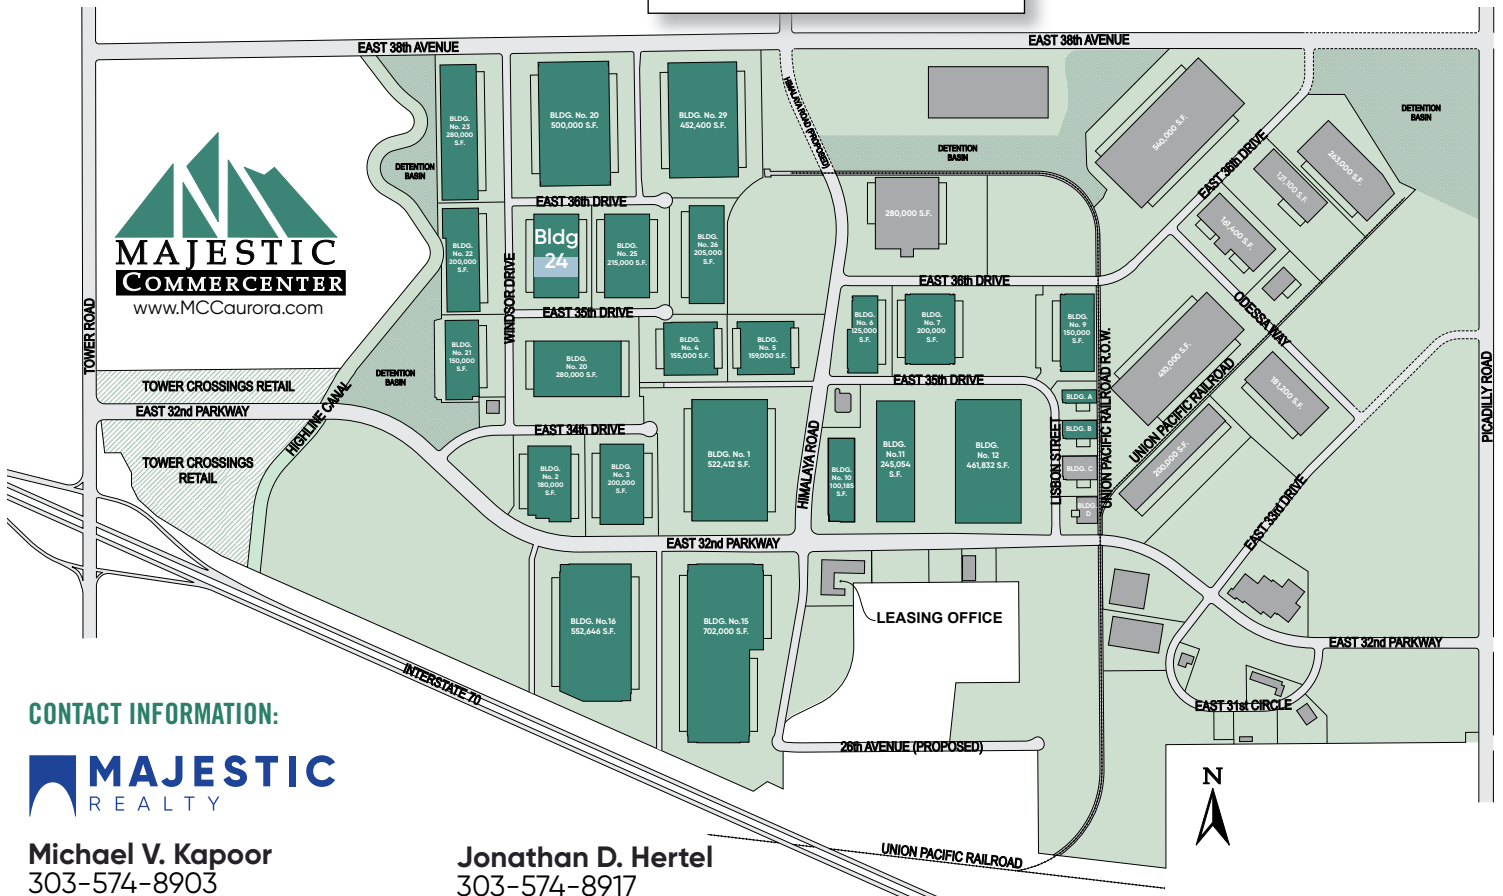 EAST 38th AVENUE
EAST 38th AVENUE
BLDG.
No. 23
280,000
S.F.
BLDG. No. 20
500,000 S.F.
BLDG. No. 29
452,400 S.F.
HIMALAYA ROAD (PROPOSED)
DETENTION
BASIN
DETENTION
BASIN
DETENTION
BASIN
540,000 S.F.
EAST 36th DRIVE
121,100 S.F.
263,000 S.F.
161,400 S.F.
MAJESTIC
COMMERCENTER
www.MCCaurora.com
EAST 36th DRIVE
BLDG.
No. 22
200,000
S.F.
Bldg
24
BLDG.
No. 25
215,000 S.F.
BLDG.
No. 26
205,000
S.F.
280,000 S.F.
WINDSOR DRIVE
EAST 35th DRIVE
EAST 36th DRIVE
TOWER ROAD
BLDG.
No. 21
150,000
S.F.
BLDG.
No. 20
280,000 S.F.
BLDG.
No. 4
155,000 S.F.
BLDG.
No. 5
159,000 S.F.
BLDG.
No. 6
125,000
S.F.
BLDG.
No. 7
200,000
S.F.
BLDG.
No. 9
150,000
S.F.
UNION PACIFIC RAILROAD R.O.W.
ODESSA WAY
410,000 S.F.
UNION PACIFIC RAILROAD
181,200 S.F.
200,000 S.F.
PICADILLY ROAD
TOWER CROSSINGS RETAIL
DETENTION
BASIN
EAST 32nd PARKWAY
HIGHLINE CANAL
EAST 35th DRIVE
BLDG. A
BLDG. B
BLDG. C
BLDG.
D
LISBON STREET
EAST 34th DRIVE
TOWER CROSSINGS
RETAIL
BLDG.
No. 2
180,000
S.F.
BLDG.
No. 3
200,000
S.F.
BLDG. No. 1
522,412 S.F.
HIMALAYA ROAD
BLDG.
No. 10
100,185
S.F.
BLDG.
No.11
245,054
S.F.
BLDG.
No. 12
461,832 S.F.
EAST 33rd DRIVE
EAST 32nd PARKWAY
BLDG. No.16
552,646 S.F.
BLDG. No.15
702,000 S.F.
LEASING OFFICE
EAST 32nd PARKWAY
INTERSTATE 70
EAST 31st CIRCLE
26th AVENUE (PROPOSED)
N
UNION PACIFIC RAILROAD
CONTACT INFORMATION:
MAJESTIC
REALTY
Michael V. Kapoor
303-574-8903
Jonathan D. Hertel
303-574-8917